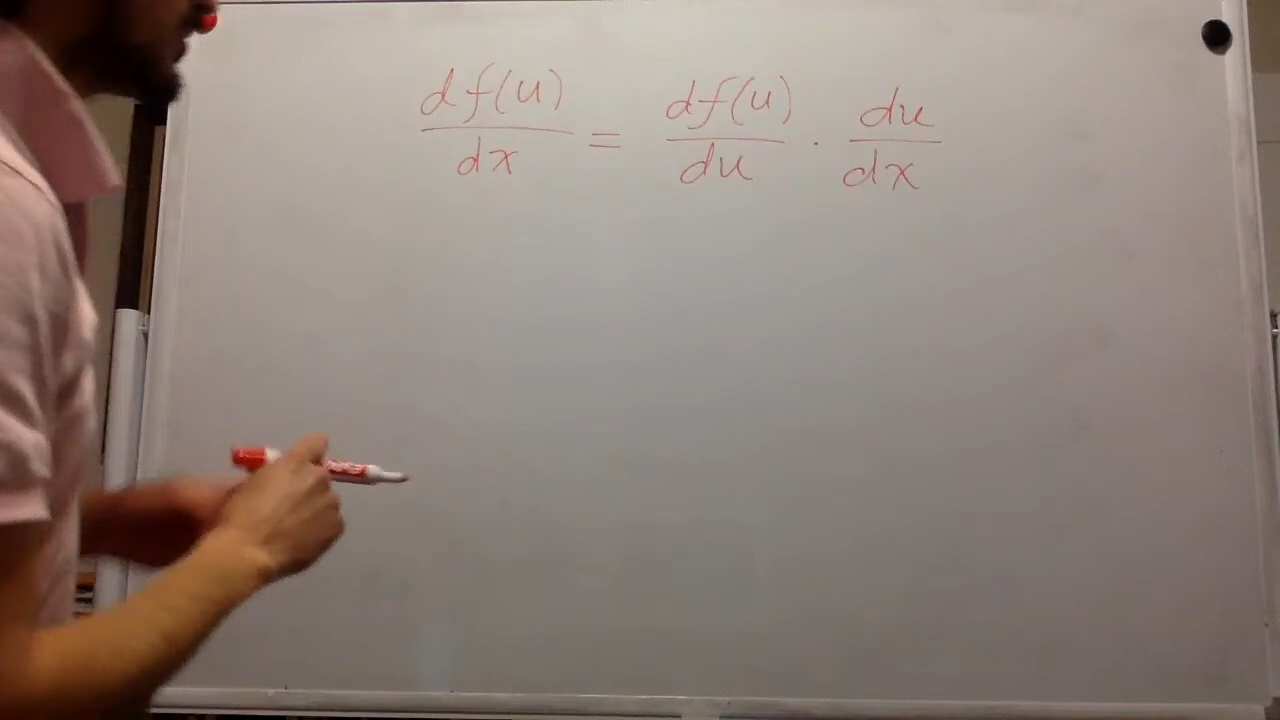 df(u)/dx = df(u)/du · du/dx